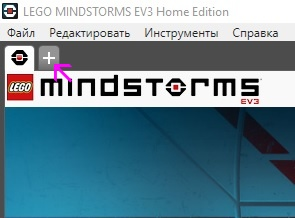 LEGO MINDSTORMS EV3 Home Edition
Файл Редактировать Инструменты Справка
LEGO mindstorms
EV3